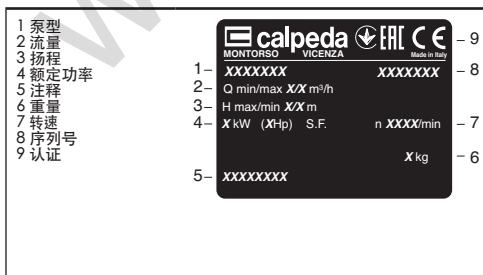 1 泵型
2 流量
3 扬程
4 额定功率
5 注释
6 重量
7 转速
8 序列号
9 认证
calpeda EAC CE – 9
MONTORSO VICENZA Made in Italy
1 – XXXXXXX XXXXXXX – 8
2 – Q min/max X/X m³/h
3 – H max/min X/X m
4 – X kW (XHp) S.F. n XXXX/min – 7
X kg – 6
5 – XXXXXXXX